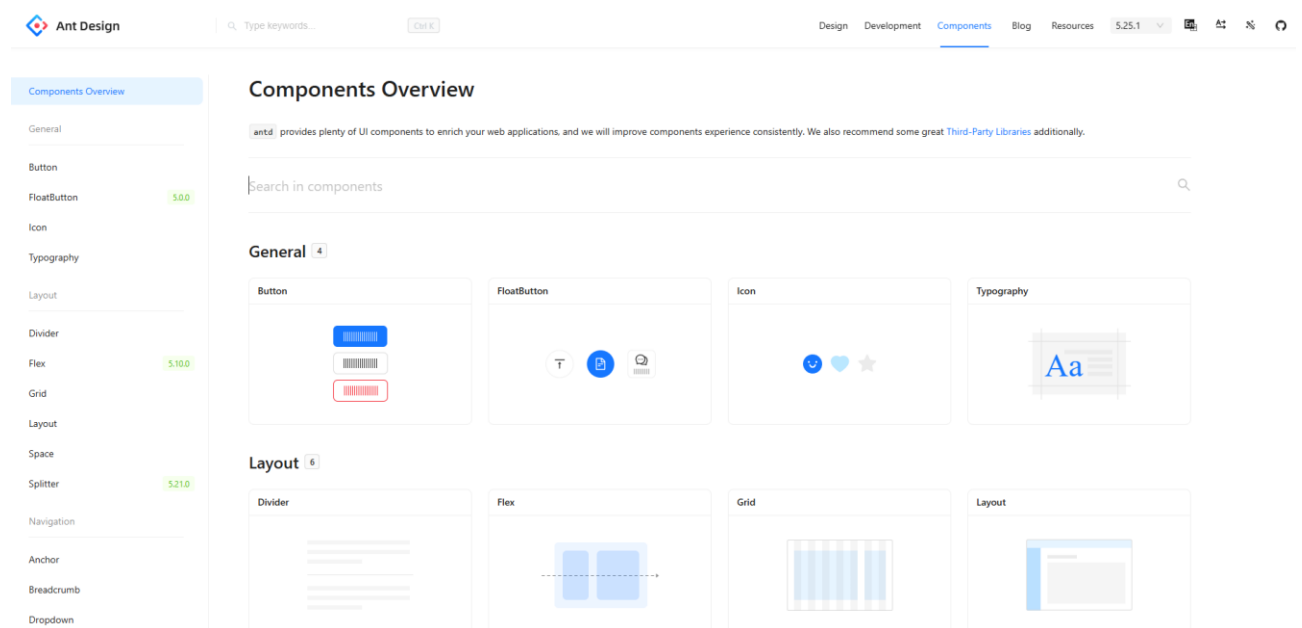 Ant Design
Type keywords...
Ctrl K
Design
Development
Components
Blog
Resources
5.25.1
Components Overview
General
Button
FloatButton 5.0.0
Icon
Typography
Layout
Divider
Flex 5.10.0
Grid
Layout
Space
Splitter 5.21.0
Navigation
Anchor
Breadcrumb
Dropdown
Components Overview
antd provides plenty of UI components to enrich your web applications, and we will improve components experience consistently. We also recommend some great Third-Party Libraries additionally.
Search in components
General 4
Button
FloatButton
Icon
Typography
Aa
Layout 6
Divider
Flex
Grid
Layout